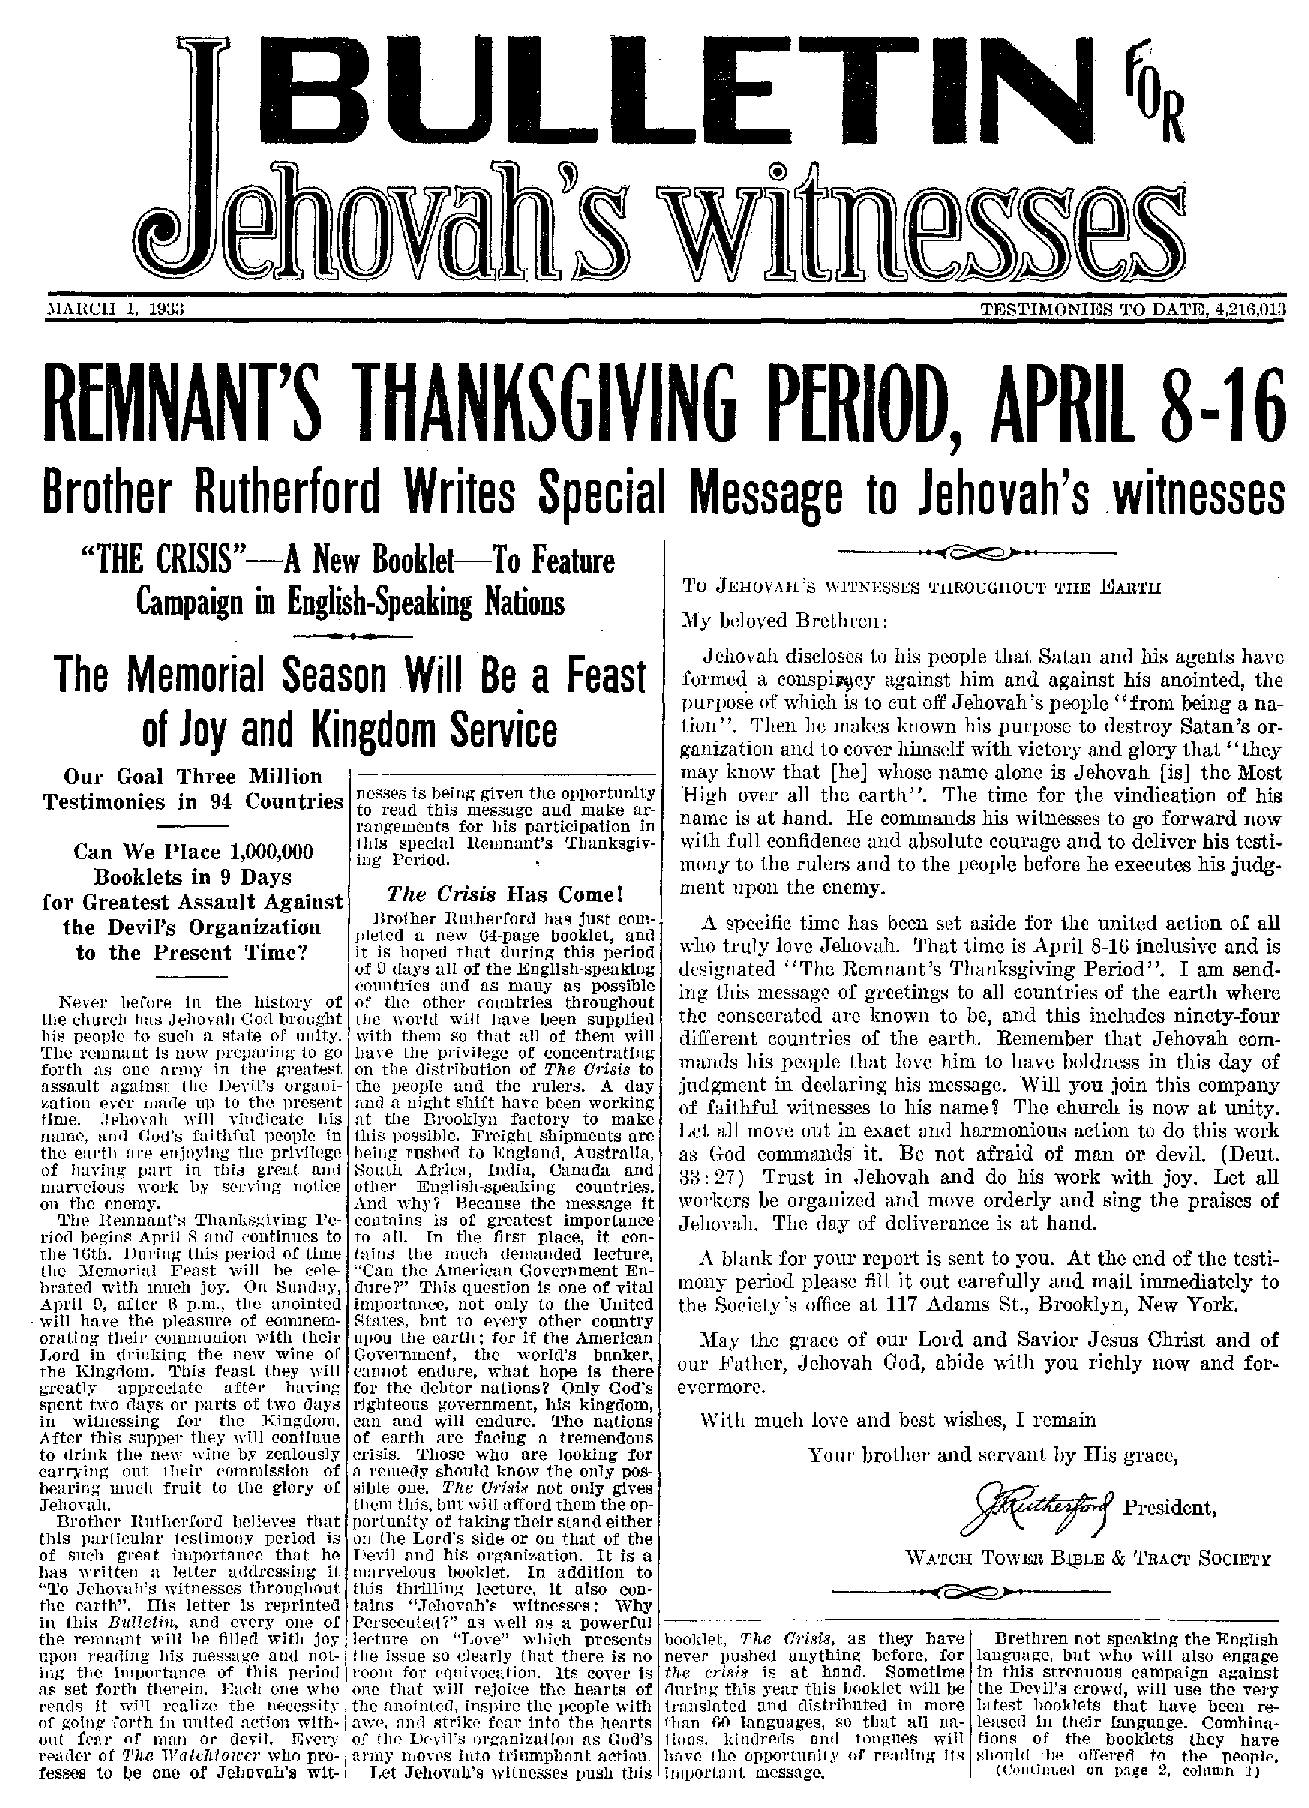 BULLETIN FOR
Jehovah's witnesses
MARCH 1, 1933
TESTIMONIES TO DATE, 4,216,013
REMNANT'S THANKSGIVING PERIOD, APRIL 8-16
Brother Rutherford Writes Special Message to Jehovah's witnesses
"THE CRISIS"—A New Booklet—To Feature
Campaign in English-Speaking Nations
The Memorial Season Will Be a Feast
of Joy and Kingdom Service
Our Goal Three Million
Testimonies in 94 Countries
Can We Place 1,000,000
Booklets in 9 Days
for Greatest Assault Against
the Devil's Organization
to the Present Time?
Never before in the history of
the church has Jehovah God brought
his people to such a state of unity.
The remnant is now preparing to go
forth as one army in the greatest
assault against the Devil's organi-
zation ever made up to the present
time. Jehovah will vindicate his
name, and God's faithful people in
the earth are enjoying the privilege
of having part in this great and
marvelous work by serving notice
on the enemy.
The Remnant's Thanksgiving Pe-
riod begins April 8 and continues to
the 16th. During this period of time
the Memorial Feast will be cele-
brated with much joy. On Sunday,
April 9, after 6 p.m., the anointed
will have the pleasure of commem-
orating their communion with their
Lord in drinking the new wine of
the Kingdom. This feast they will
greatly appreciate after having
spent two days or parts of two days
in witnessing for the Kingdom.
After this supper they will continue
to drink the new wine by zealously
carrying out their commission of
bearing much fruit to the glory of
Jehovah.
Brother Rutherford believes that
this particular testimony period is
of such great importance that he
has written a letter addressing it
"To Jehovah's witnesses throughout
the earth". His letter is reprinted
in this Bulletin, and every one of
the remnant will be filled with joy
upon reading his message and not-
ing the importance of this period
as set forth therein. Each one who
reads it will realize the necessity
of going forth in united action with-
out fear of man or devil. Every
reader of The Watchtower who pro-
fesses to be one of Jehovah's wit-
nesses is being given the opportunity
to read this message and make ar-
rangements for his participation in
this special Remnant's Thanksgiv-
ing Period.
The Crisis Has Come!
Brother Rutherford has just com-
pleted a new 64-page booklet, and
it is hoped that during this period
of 9 days all of the English-speaking
countries and as many as possible
of the other countries throughout
the world will have been supplied
with them so that all of them will
have the privilege of concentrating
on the distribution of The Crisis to
the people and the rulers. A day
and a night shift have been working
at the Brooklyn factory to make
this possible. Freight shipments are
being rushed to England, Australia,
South Africa, India, Canada and
other English-speaking countries.
And why? Because the message it
contains is of greatest importance
to all. In the first place, it con-
tains the much demanded lecture,
"Can the American Government En-
dure?" This question is one of vital
importance, not only to the United
States, but to every other country
upon the earth; for if the American
Government, the world's banker,
cannot endure, what hope is there
for the debtor nations? Only God's
righteous government, his kingdom,
can and will endure. The nations
of earth are facing a tremendous
crisis. Those who are looking for
a remedy should know the only pos-
sible one. The Crisis not only gives
them this, but will afford them the op-
portunity of taking their stand either
on the Lord's side or on that of the
Devil and his organization. It is a
marvelous booklet. In addition to
this thrilling lecture, it also con-
tains "Jehovah's witnesses: Why
Persecuted?" as well as a powerful
lecture on "Love" which presents
the issue so clearly that there is no
room for equivocation. Its cover is
one that will rejoice the hearts of
the anointed, inspire the people with
awe, and strike fear into the hearts
of the Devil's organization as God's
army moves into triumphant action.
Let Jehovah's witnesses push this
To JEHOVAH'S WITNESSES THROUGHOUT THE EARTH
My beloved Brethren:
Jehovah discloses to his people that Satan and his agents have
formed a conspiracy against him and against his anointed, the
purpose of which is to cut off Jehovah's people "from being a na-
tion". Then he makes known his purpose to destroy Satan's or-
ganization and to cover himself with victory and glory that "they
may know that [he] whose name alone is Jehovah [is] the Most
High over all the earth". The time for the vindication of his
name is at hand. He commands his witnesses to go forward now
with full confidence and absolute courage and to deliver his testi-
mony to the rulers and to the people before he executes his judg-
ment upon the enemy.
A specific time has been set aside for the united action of all
who truly love Jehovah. That time is April 8-16 inclusive and is
designated "The Remnant's Thanksgiving Period". I am send-
ing this message of greetings to all countries of the earth where
the consecrated are known to be, and this includes ninety-four
different countries of the earth. Remember that Jehovah com-
mands his people that love him to have boldness in this day of
judgment in declaring his message. Will you join this company
of faithful witnesses to his name? The church is now at unity.
Let all move out in exact and harmonious action to do this work
as God commands it. Be not afraid of man or devil. (Deut.
33:27) Trust in Jehovah and do his work with joy. Let all
workers be organized and move orderly and sing the praises of
Jehovah. The day of deliverance is at hand.
A blank for your report is sent to you. At the end of the testi-
mony period please fill it out carefully and mail immediately to
the Society's office at 117 Adams St., Brooklyn, New York.
May the grace of our Lord and Savior Jesus Christ and of
our Father, Jehovah God, abide with you richly now and for-
evermore.
With much love and best wishes, I remain
Your brother and servant by His grace,
JRutherford President,
WATCH TOWER BIBLE & TRACT SOCIETY
booklet, The Crisis, as they have
never pushed anything before, for
the crisis is at hand. Sometime
during this year this booklet will be
translated and distributed in more
than 60 languages, so that all na-
tions, kindreds and tongues will
have the opportunity of reading its
important message.
Brethren not speaking the English
language, but who will also engage
in this strenuous campaign against
the Devil's crowd, will use the very
latest booklets that have been re-
leased in their language. Combina-
tions of the booklets they have
should be offered to the people.
(Continued on page 2, column 1)